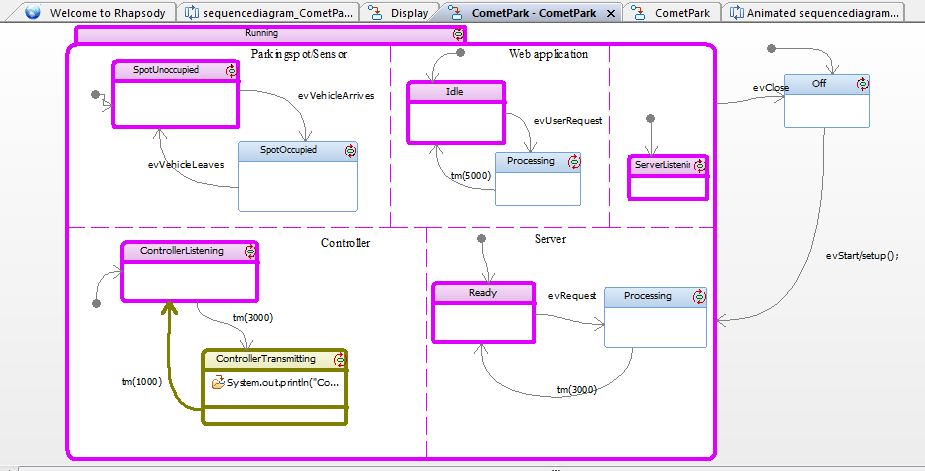 Welcome to Rhapsody
sequencediagram_CometPa...
Display
CometPark - CometPark
CometPark
Animated sequencediagram...
Running
Parkingspot/Sensor
Web application
SpotUnoccupied
evVehicleArrives
evVehicleLeaves
SpotOccupied
Idle
evUserRequest
Processing
tm(5000)
ServerListenin
evClose
Off
evStart/setup();
Controller
Server
ControllerListening
tm(3000)
ControllerTransmitting
System.out.println("Co...
tm(1000)
Ready
evRequest
Processing
tm(3000)